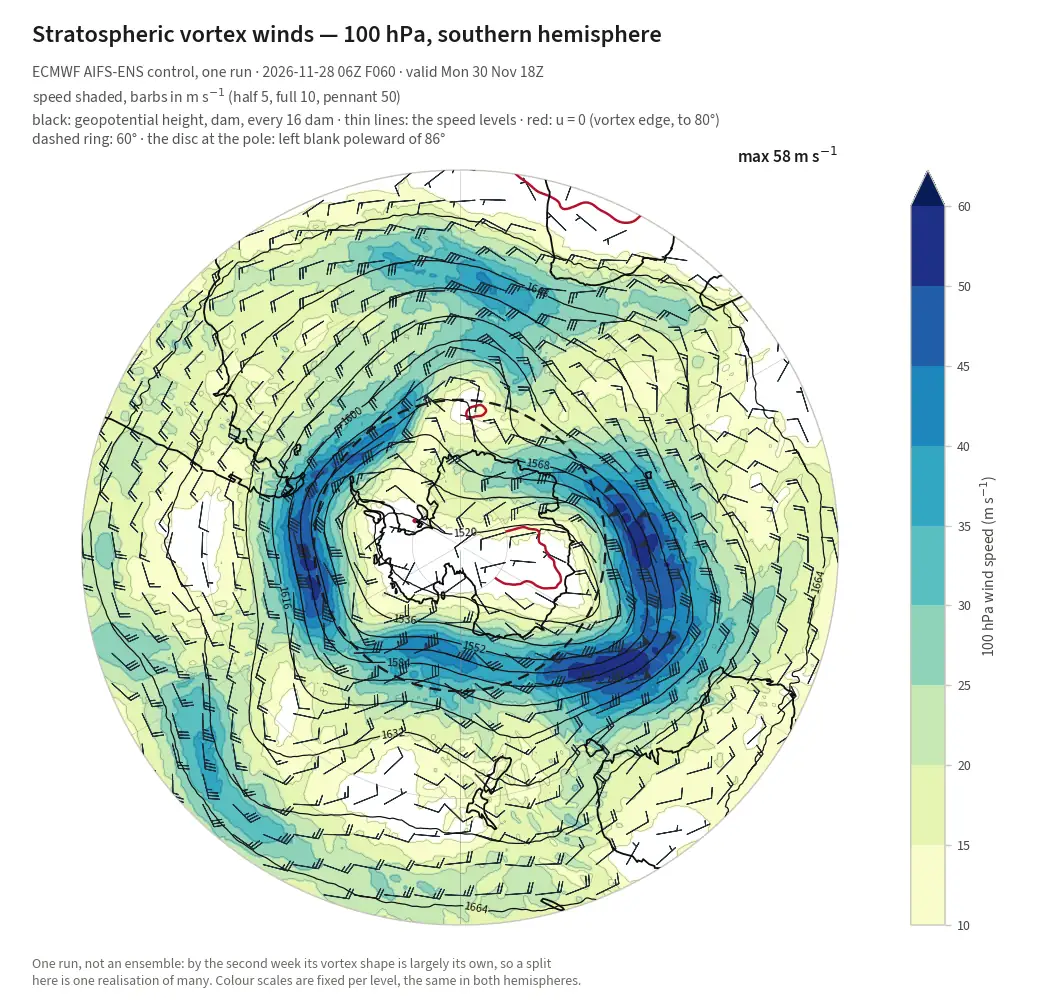 Stratospheric vortex winds — 100 hPa, southern hemisphere
ECMWF AIFS-ENS control, one run · 2026-11-28 06Z F060 · valid Mon 30 Nov 18Z
speed shaded, barbs in m s⁻¹ (half 5, full 10, pennant 50)
black: geopotential height, dam, every 16 dam · thin lines: the speed levels · red: u = 0 (vortex edge, to 80°)
dashed ring: 60° · the disc at the pole: left blank poleward of 86°
max 58 m s⁻¹
60
50
45
40
35
30
25
20
15
10
100 hPa wind speed (m s⁻¹)
1600
1568
1520
1664
1616
1536
1552
1584
1632
1664
One run, not an ensemble: by the second week its vortex shape is largely its own, so a split
here is one realisation of many. Colour scales are fixed per level, the same in both hemispheres.